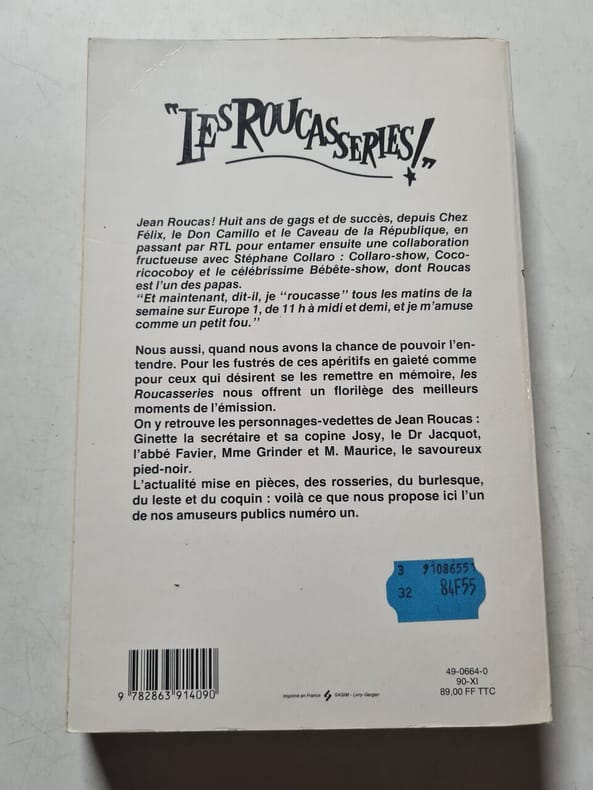 "LES ROUCASSERIES!"
Jean Roucas! Huit ans de gags et de succès, depuis Chez
Félix, le Don Camillo et le Caveau de la République, en
passant par RTL pour entamer ensuite une collaboration
fructueuse avec Stéphane Collaro : Collaro-show, Coco-
ricocoboy et le célébrissime Bébête-show, dont Roucas
est l'un des papas.
"Et maintenant, dit-il, je "roucasse" tous les matins de la
semaine sur Europe 1, de 11 h à midi et demi, et je m'amuse
comme un petit fou."
Nous aussi, quand nous avons la chance de pouvoir l'en-
tendre. Pour les fustrés de ces apéritifs en gaieté comme
pour ceux qui désirent se les remettre en mémoire, les
Roucasseries nous offrent un florilège des meilleurs
moments de l'émission.
On y retrouve les personnages-vedettes de Jean Roucas :
Ginette la secrétaire et sa copine Josy, le Dr Jacquot,
l'abbé Favier, Mme Grinder et M. Maurice, le savoureux
pied-noir.
L'actualité mise en pièces, des rosseries, du burlesque,
du leste et du coquin : voilà ce que nous propose ici l'un
de nos amuseurs publics numéro un.
3 91086551
32 84F55
9 782863 914090
Imprimé en France SAGIM - Livry-Gargan
49-0664-0
90-XI
89,00 FF TTC